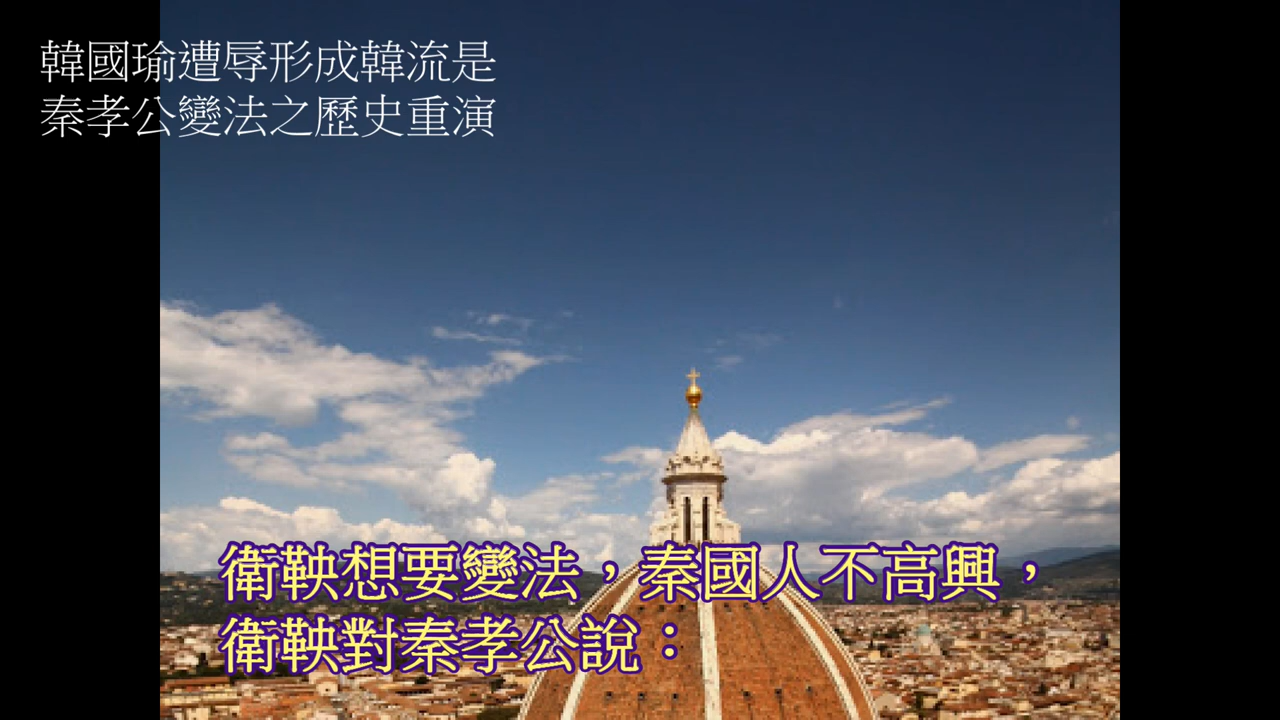 韓國瑜遭辱形成韓流是
秦孝公變法之歷史重演
衛鞅想要變法，秦國人不高興，
衛鞅對秦孝公說：